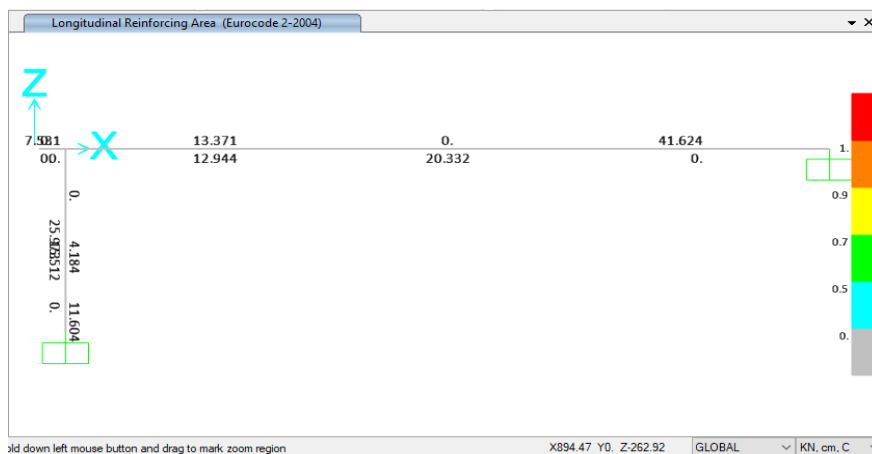 Longitudinal Reinforcing Area (Eurocode 2-2004)
Z
X
13.371 0. 41.624
00. 12.944 20.332 0.
0.
4.184
0. 11.604
1.
0.9
0.7
0.5
0.
old down left mouse button and drag to mark zoom region X894.47 Y0. Z-262.92 GLOBAL KN, cm, C